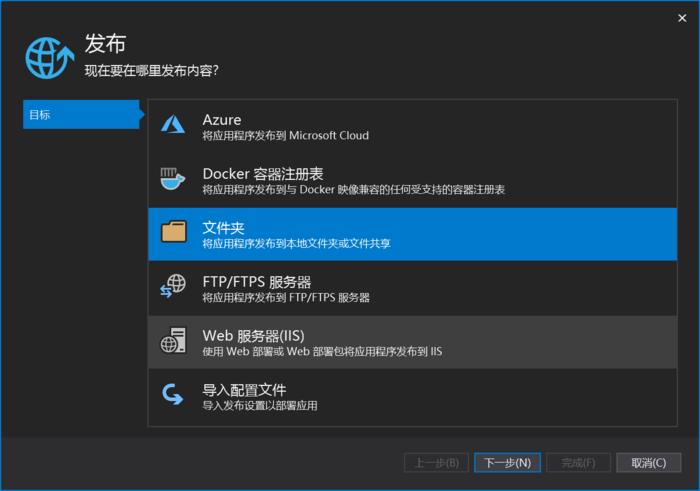 发布
现在要在哪里发布内容?
目标
Azure
将应用程序发布到 Microsoft Cloud
Docker 容器注册表
将应用程序发布到与 Docker 映像兼容的任何受支持的容器注册表
文件夹
将应用程序发布到本地文件夹或文件共享
FTP/FTPS 服务器
将应用程序发布到 FTP/FTPS 服务器
Web 服务器(IIS)
使用 Web 部署或 Web 部署包将应用程序发布到 IIS
导入配置文件
导入发布设置以部署应用
上一步(B)
下一步(N)
完成(F)
取消(C)